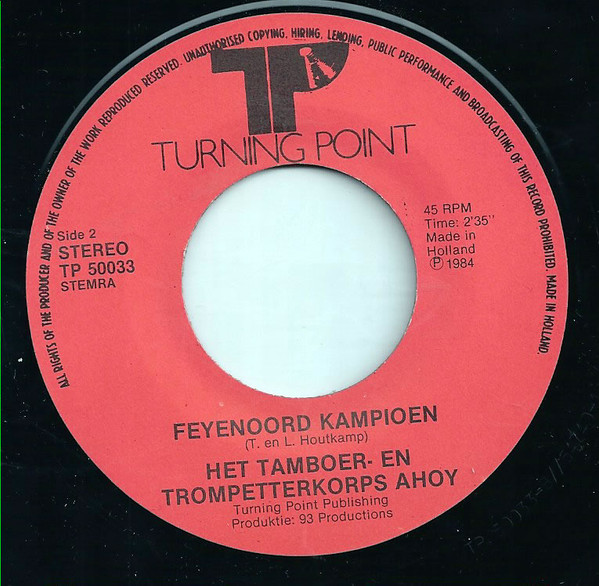 ALL RIGHTS OF THE PRODUCER AND OF THE OWNER OF THE WORK REPRODUCED RESERVED. UNAUTHORISED COPYING, HIRING, LENDING, PUBLIC PERFORMANCE AND BROADCASTING OF THIS RECORD PROHIBITED. MADE IN HOLLAND.
TP
TURNING POINT
Side 2
STEREO
TP 50033
STEMRA
45 RPM
Time: 2'35"
Made in
Holland
Ⓟ 1984
FEYENOORD KAMPIOEN
(T. en L. Houtkamp)
HET TAMBOER- EN
TROMPETTERKORPS AHOY
Turning Point Publishing
Produktie: 93 Productions